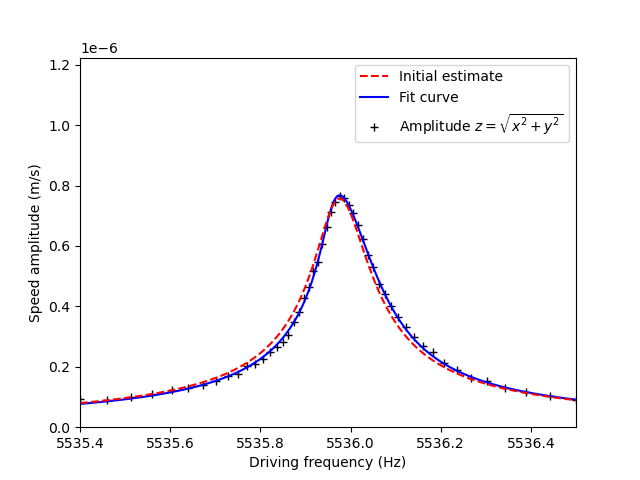 1e−6
Initial estimate
Fit curve
Amplitude z = √x² + y²
1.2
1.0
0.8
0.6
0.4
0.2
0.0
Speed amplitude (m/s)
5535.4 5535.6 5535.8 5536.0 5536.2 5536.4
Driving frequency (Hz)